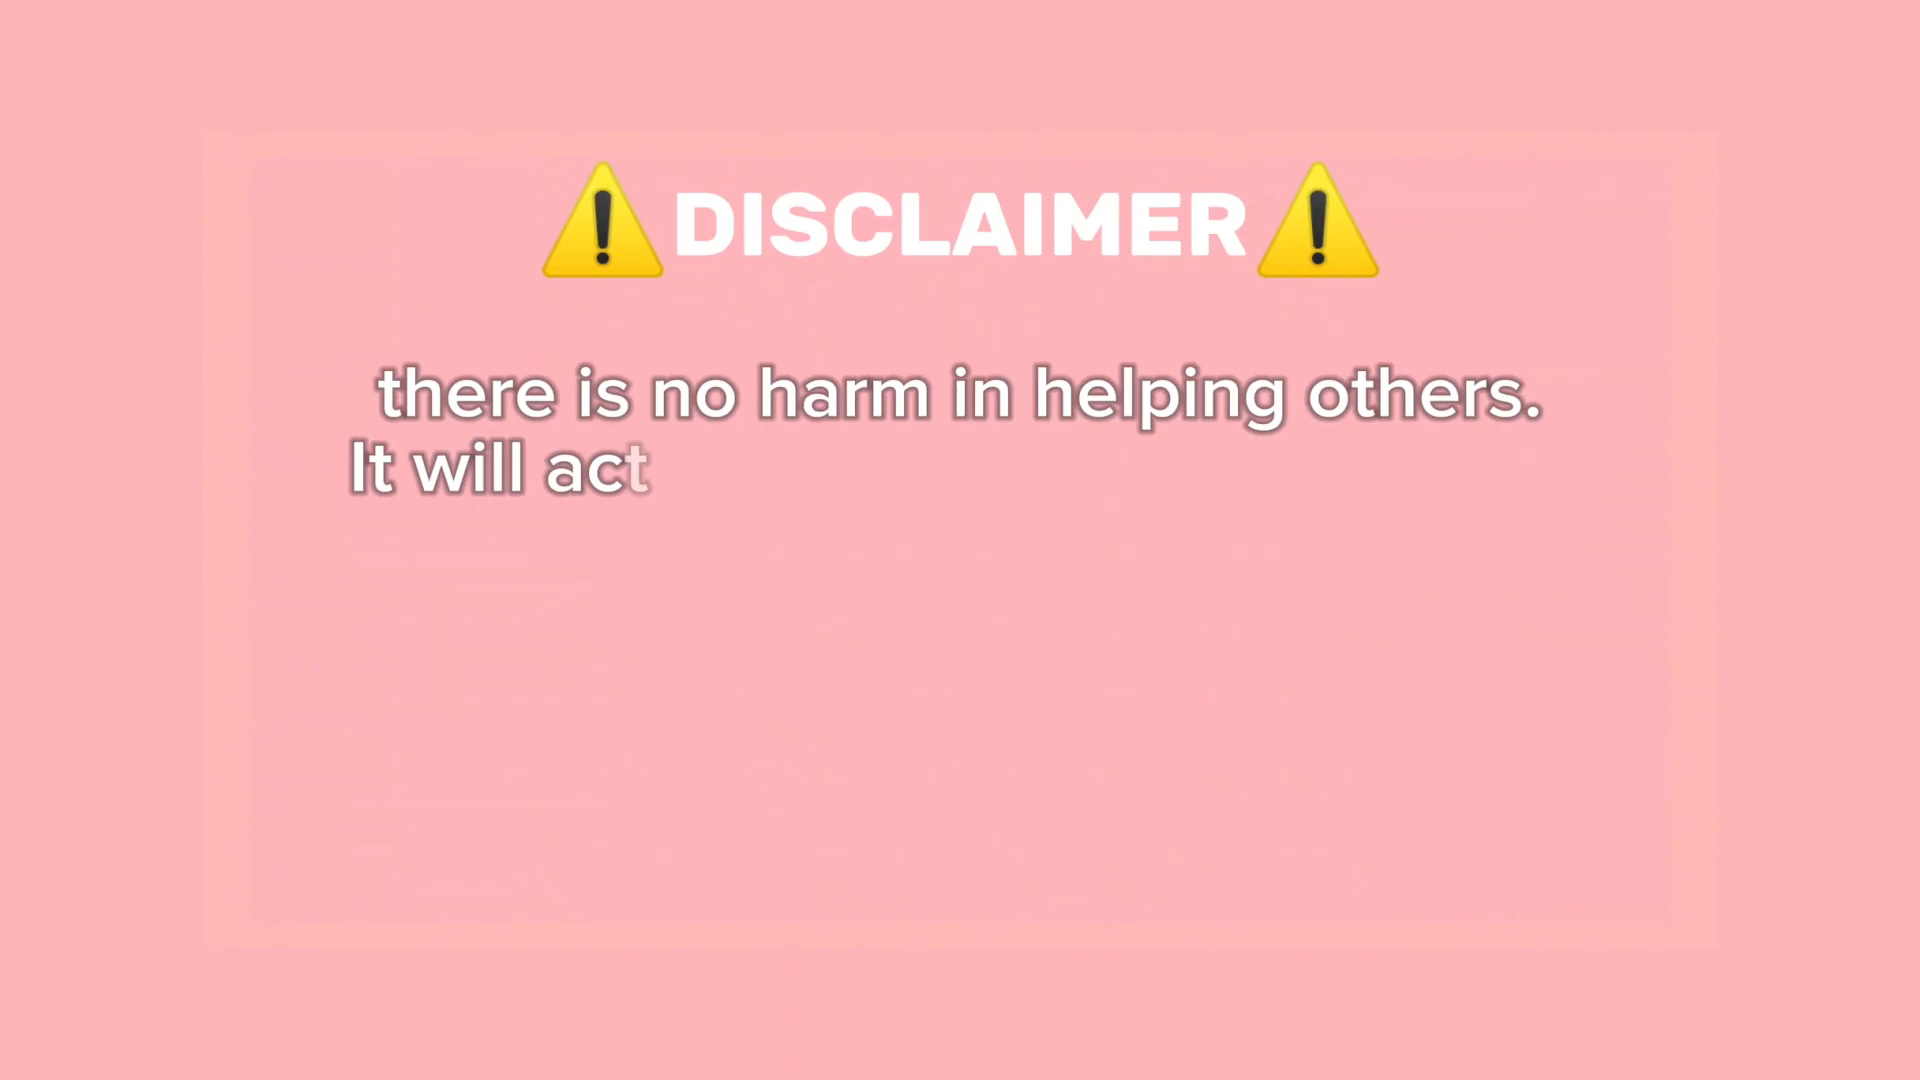 ⚠️DISCLAIMER⚠️
there is no harm in helping others.
It will act